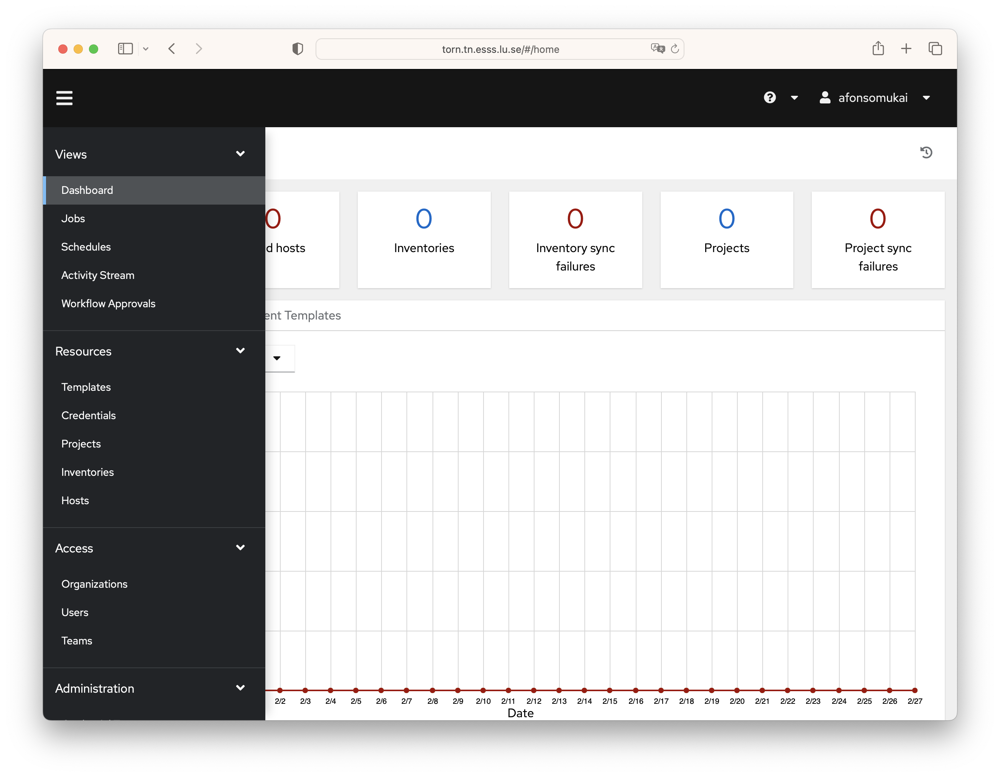 torn.tn.esss.lu.se/#/home
afonsomukai
Views
Dashboard
Jobs
Schedules
Activity Stream
Workflow Approvals
Resources
Templates
Credentials
Projects
Inventories
Hosts
Access
Organizations
Users
Teams
Administration
0
hosts
0
Inventories
0
Inventory sync
failures
0
Projects
0
Project sync
failures
Templates
2/2 2/3 2/4 2/5 2/6 2/7 2/8 2/9 2/10 2/11 2/12 2/13 2/14 2/15 2/16 2/17 2/18 2/19 2/20 2/21 2/22 2/23 2/24 2/25 2/26 2/27
Date